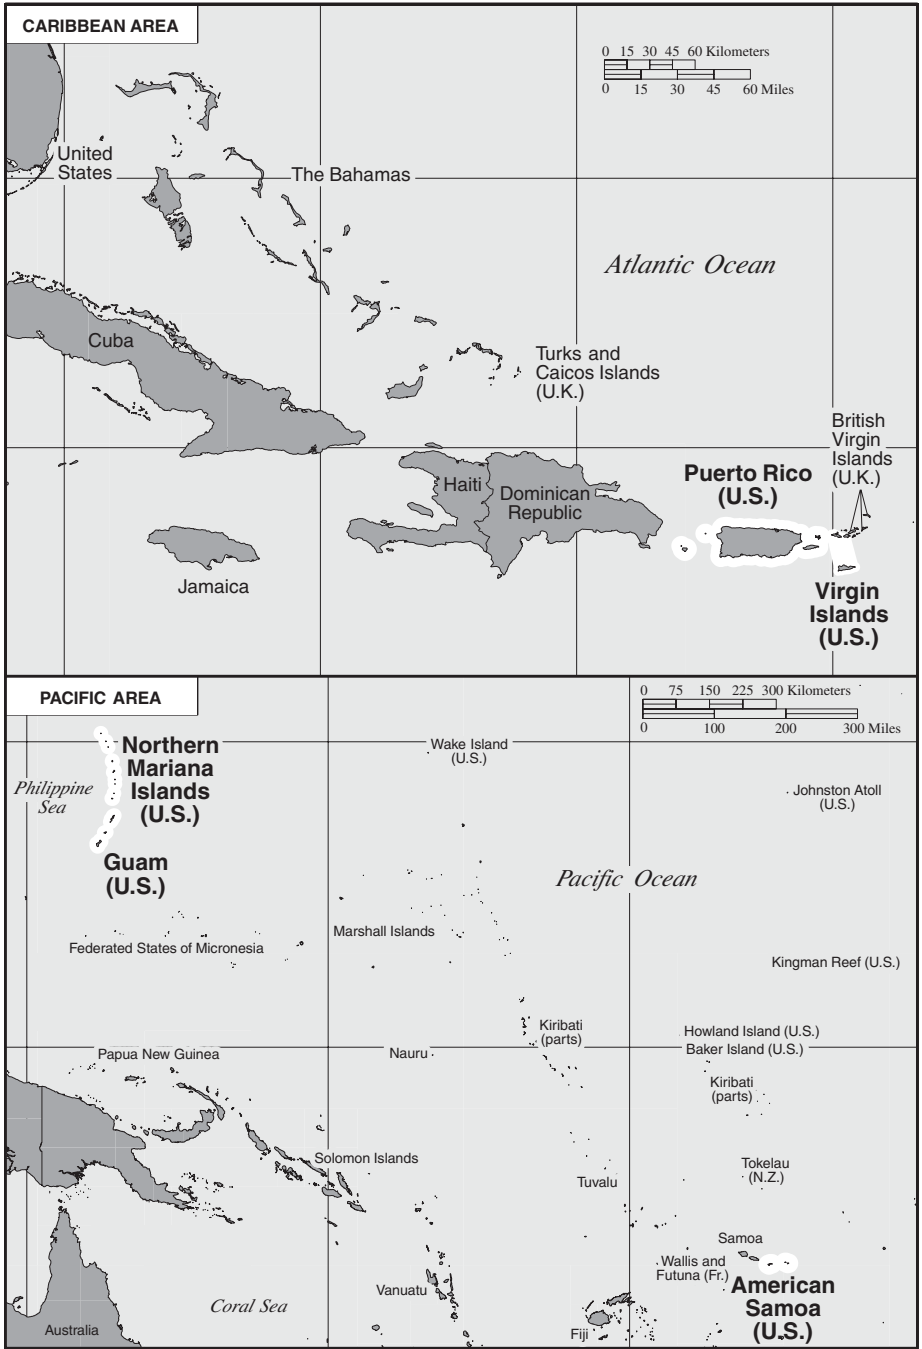 CARIBBEAN AREA
0 15 30 45 60 Kilometers
0 15 30 45 60 Miles
United
States
The Bahamas
Atlantic Ocean
Cuba
Turks and
Caicos Islands
(U.K.)
British
Virgin
Islands
(U.K.)
Haiti
Dominican
Republic
Puerto Rico
(U.S.)
Jamaica
Virgin
Islands
(U.S.)
PACIFIC AREA
0 75 150 225 300 Kilometers
0 100 200 300 Miles
Northern
Mariana
Islands
(U.S.)
Philippine
Sea
Wake Island
(U.S.)
Johnston Atoll
(U.S.)
Guam
(U.S.)
Pacific Ocean
Marshall Islands
Federated States of Micronesia
Kingman Reef (U.S.)
Kiribati
(parts)
Howland Island (U.S.)
Papua New Guinea
Nauru
Baker Island (U.S.)
Kiribati
(parts)
Solomon Islands
Tokelau
(N.Z.)
Tuvalu
Samoa
Wallis and
Futuna (Fr.)
Vanuatu
American
Samoa
(U.S.)
Coral Sea
Australia
Fiji